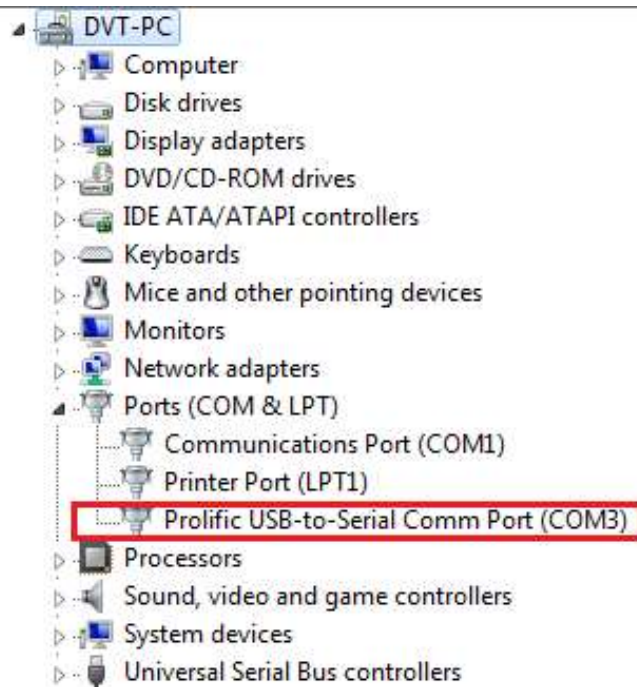 DVT-PC
Computer
Disk drives
Display adapters
DVD/CD-ROM drives
IDE ATA/ATAPI controllers
Keyboards
Mice and other pointing devices
Monitors
Network adapters
Ports (COM & LPT)
Communications Port (COM1)
Printer Port (LPT1)
Prolific USB-to-Serial Comm Port (COM3)
Processors
Sound, video and game controllers
System devices
Universal Serial Bus controllers